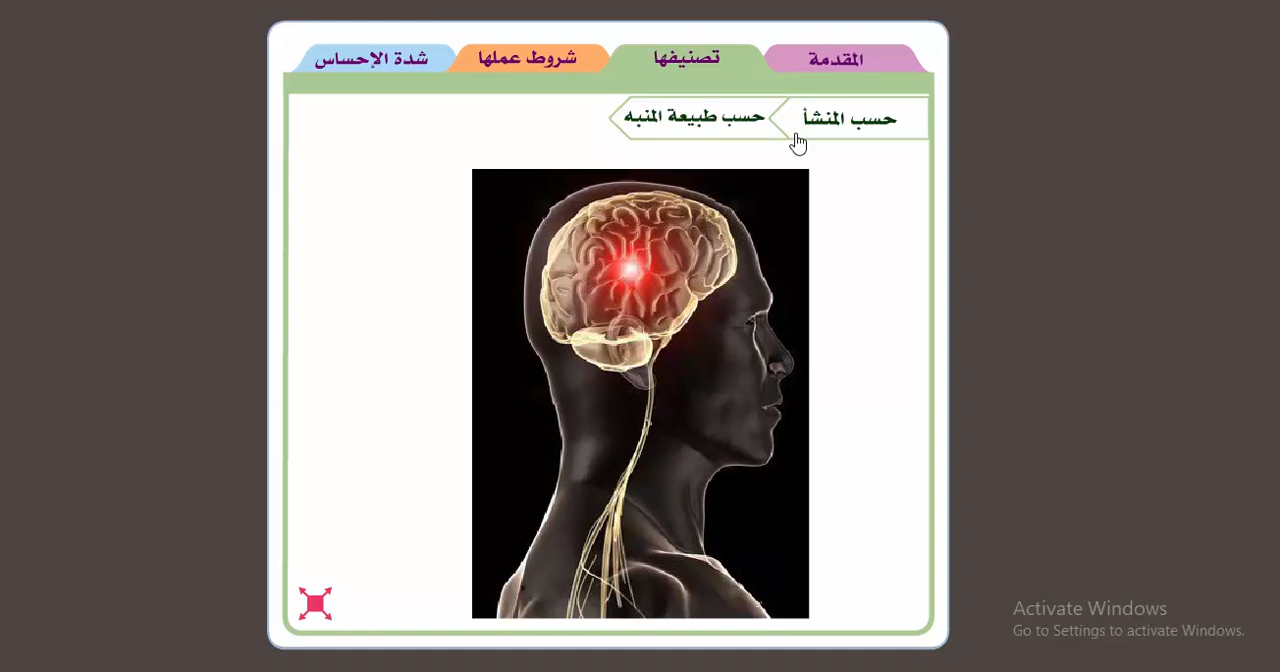 المقدمة
تصنيفها
شروط عملها
شدة الإحساس
حسب المنشأ
حسب طبيعة المنبه
Activate Windows
Go to Settings to activate Windows.